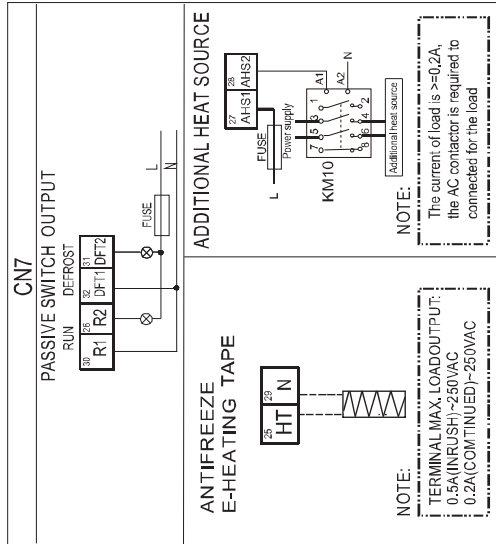 CN7
PASSIVE SWITCH OUTPUT
RUN DEFROST
30 26 32 31
R1 R2 DFT1 DFT2
FUSE
L
N
ANTIFREEZE
E-HEATING TAPE
25 29
HT N
NOTE:
TERMINAL MAX. LOADOUTPUT:
0.5A(INRUSH)~250VAC
0.2A(COMTINUED)~250VAC
ADDITIONAL HEAT SOURCE
27 28
AHS1 AHS2
FUSE
L
Power supply
A1
A2
N
7 5 3 1
8 6 4 2
KM10
Additional heat source
NOTE:
The current of load is >=0.2A,
the AC contactor is required to
connected for the load